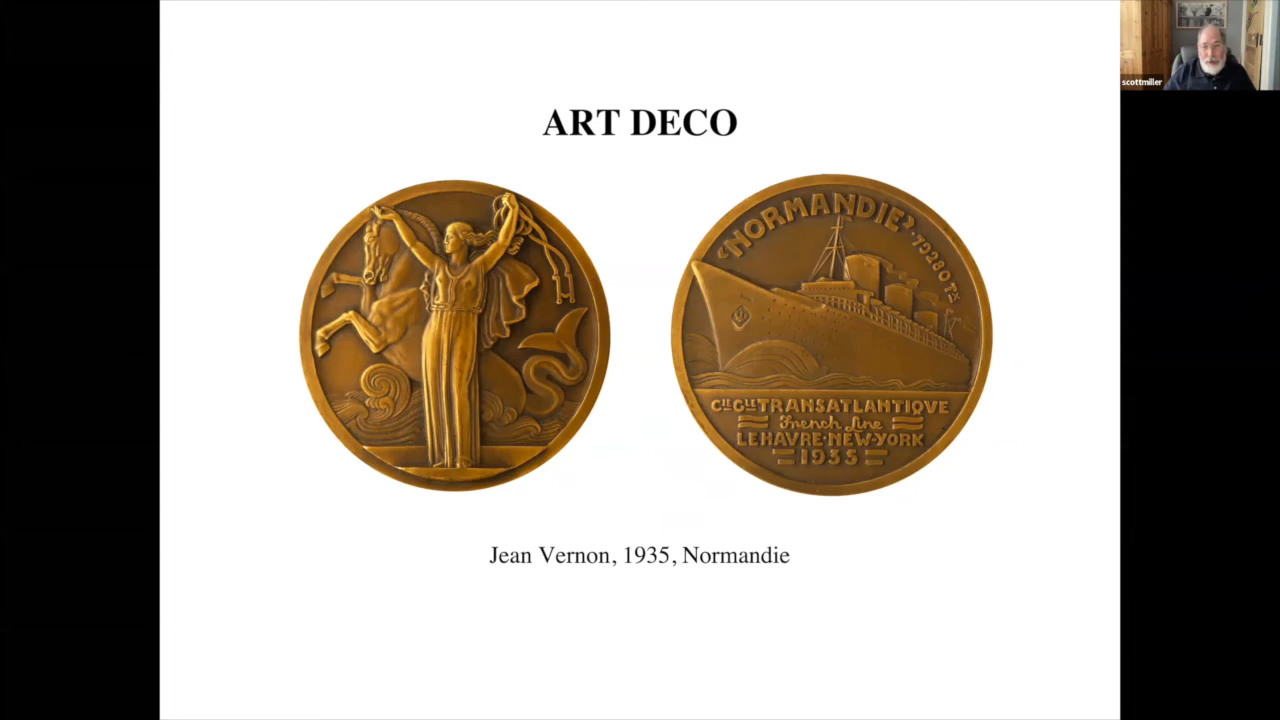 ART DECO
"NORMANDIE" · 79280 TX
CIE GLE TRANSATLANTIQVE
French Line
LE HAVRE · NEW-YORK
1935
Jean Vernon, 1935, Normandie
scottmiller